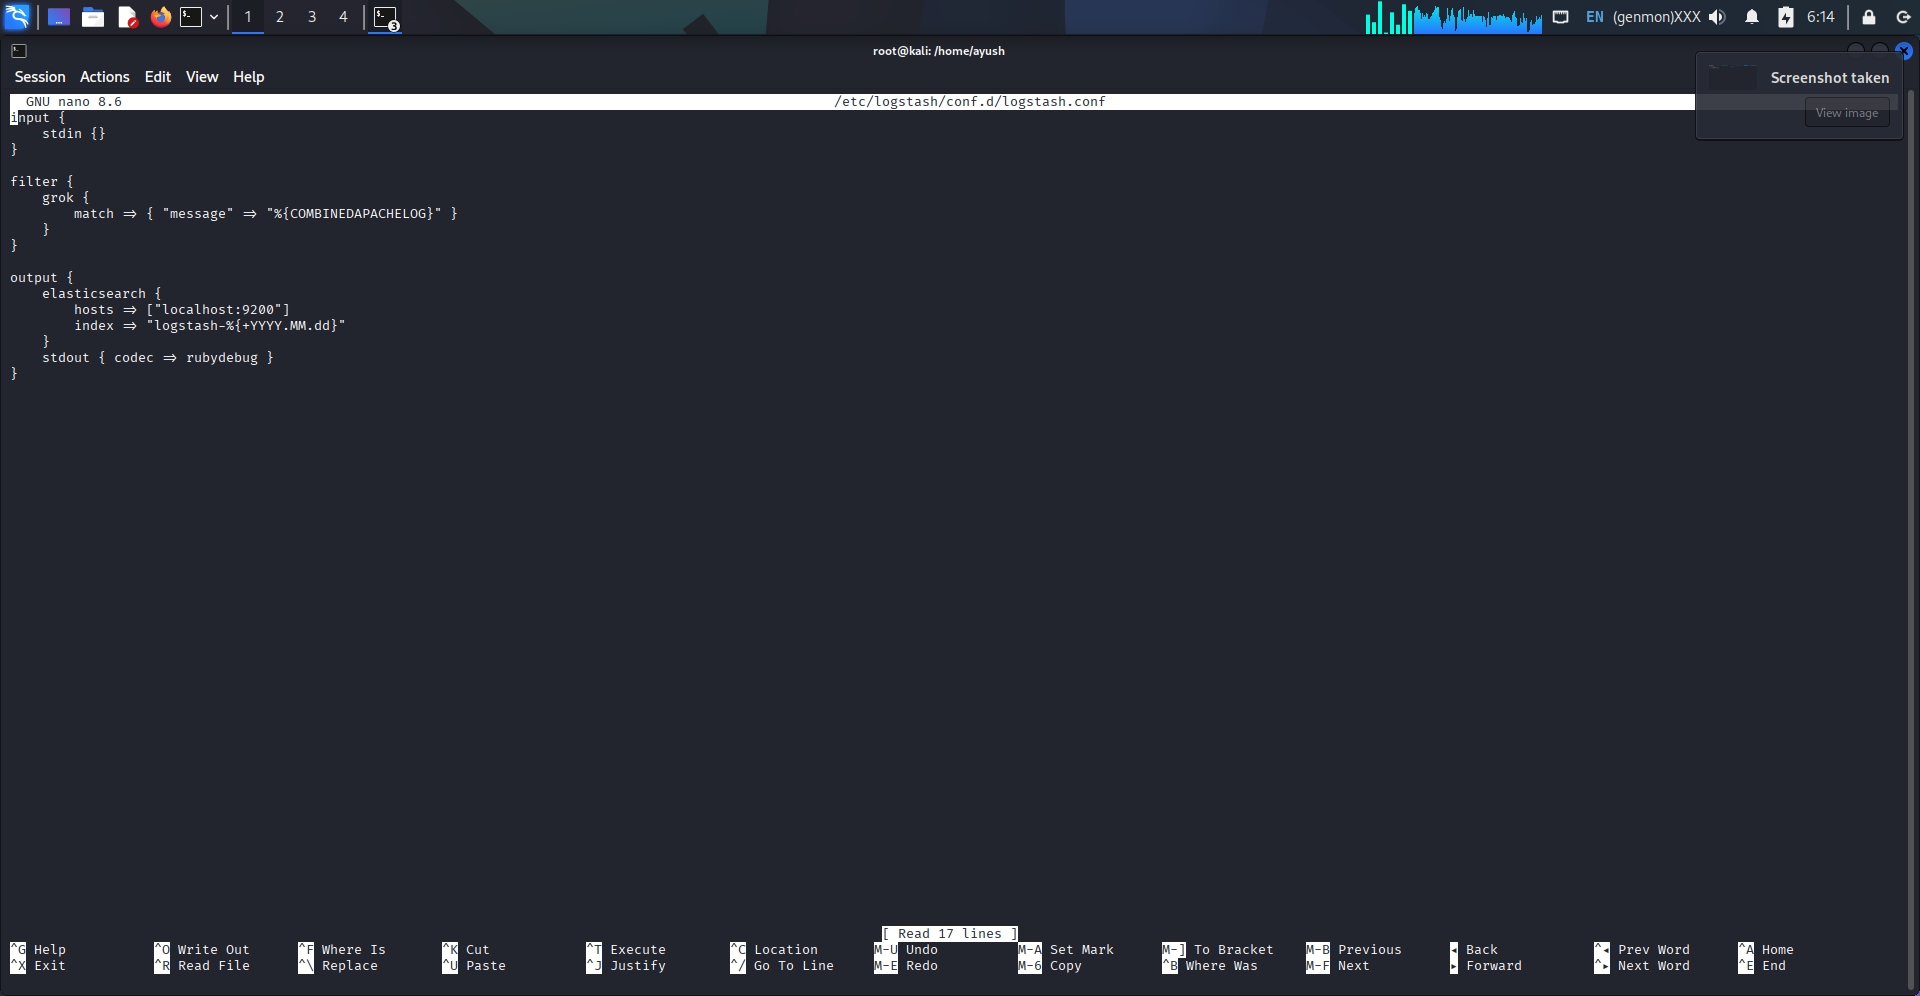 1 2 3 4 3 EN (genmon)XXX 6:14
root@kali: /home/ayush
Session Actions Edit View Help
Screenshot taken
View image
GNU nano 8.6 /etc/logstash/conf.d/logstash.conf
input {
    stdin {}
}
filter {
    grok {
        match => { "message" => "%{COMBINEDAPACHELOG}" }
    }
}
output {
    elasticsearch {
        hosts => ["localhost:9200"]
        index => "logstash-%{+YYYY.MM.dd}"
    }
    stdout { codec => rubydebug }
}
[ Read 17 lines ]
^G Help ^O Write Out ^F Where Is ^K Cut ^T Execute ^C Location M-U Undo M-A Set Mark M-] To Bracket M-B Previous ◂ Back ^◂ Prev Word ^A Home
^X Exit ^R Read File ^\ Replace ^U Paste ^J Justify ^/ Go To Line M-E Redo M-6 Copy ^B Where Was M-F Next ▸ Forward ^▸ Next Word ^E End